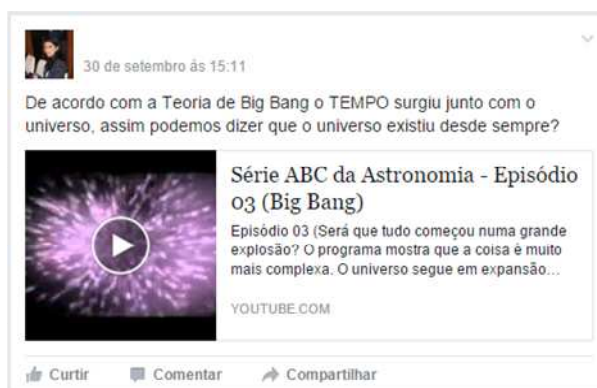 30 de setembro às 15:11
De acordo com a Teoria de Big Bang o TEMPO surgiu junto com o
universo, assim podemos dizer que o universo existiu desde sempre?
Série ABC da Astronomia - Episódio
03 (Big Bang)
Episódio 03 (Será que tudo começou numa grande
explosão? O programa mostra que a coisa é muito
mais complexa. O universo segue em expansão...
YOUTUBE.COM
Curtir Comentar Compartilhar